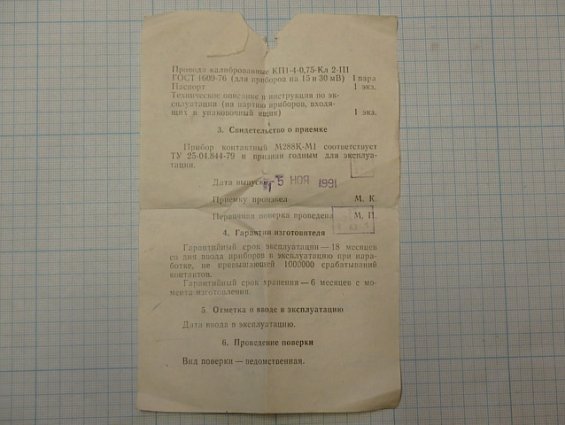 Провода калиброванные КП1-4-0,75-Кл 2-П1
ГОСТ 1609-76 (для приборов на 15 и 30 мВ) 1 пара
Паспорт 1 экз.
Техническое описание и инструкция по эк-
сплуатации (на партию приборов, входя-
щих в упаковочный ящик) 1 экз.
3. Свидетельство о приемке
Прибор контактный М288К-М1 соответствует
ТУ 25-04.844-79 и признан годным для эксплуа-
тации.
Дата выпуска 5 НОЯ 1991
Приемку произвел М. К.
Первичная поверка проведена М. П.
4. Гарантии изготовителя
Гарантийный срок эксплуатации — 18 месяцев
со дня ввода приборов в эксплуатацию при нара-
ботке, не превышающей 1000000 срабатываний
контактов.
Гарантийный срок хранения — 6 месяцев с мо-
мента изготовления.
5 Отметка о вводе в эксплуатацию
Дата ввода в эксплуатацию.
6. Проведение поверки
Вид поверки — ведомственная.